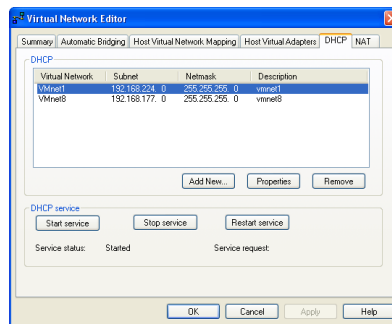 Virtual Network Editor
Summary Automatic Bridging Host Virtual Network Mapping Host Virtual Adapters DHCP NAT
DHCP
Virtual Network Subnet Netmask Description
VMnet1 192.168.224. 0 255.255.255. 0 vmnet1
VMnet8 192.168.177. 0 255.255.255. 0 vmnet8
Add New... Properties Remove
DHCP service
Start service Stop service Restart service
Service status: Started Service request:
OK Cancel Apply Help